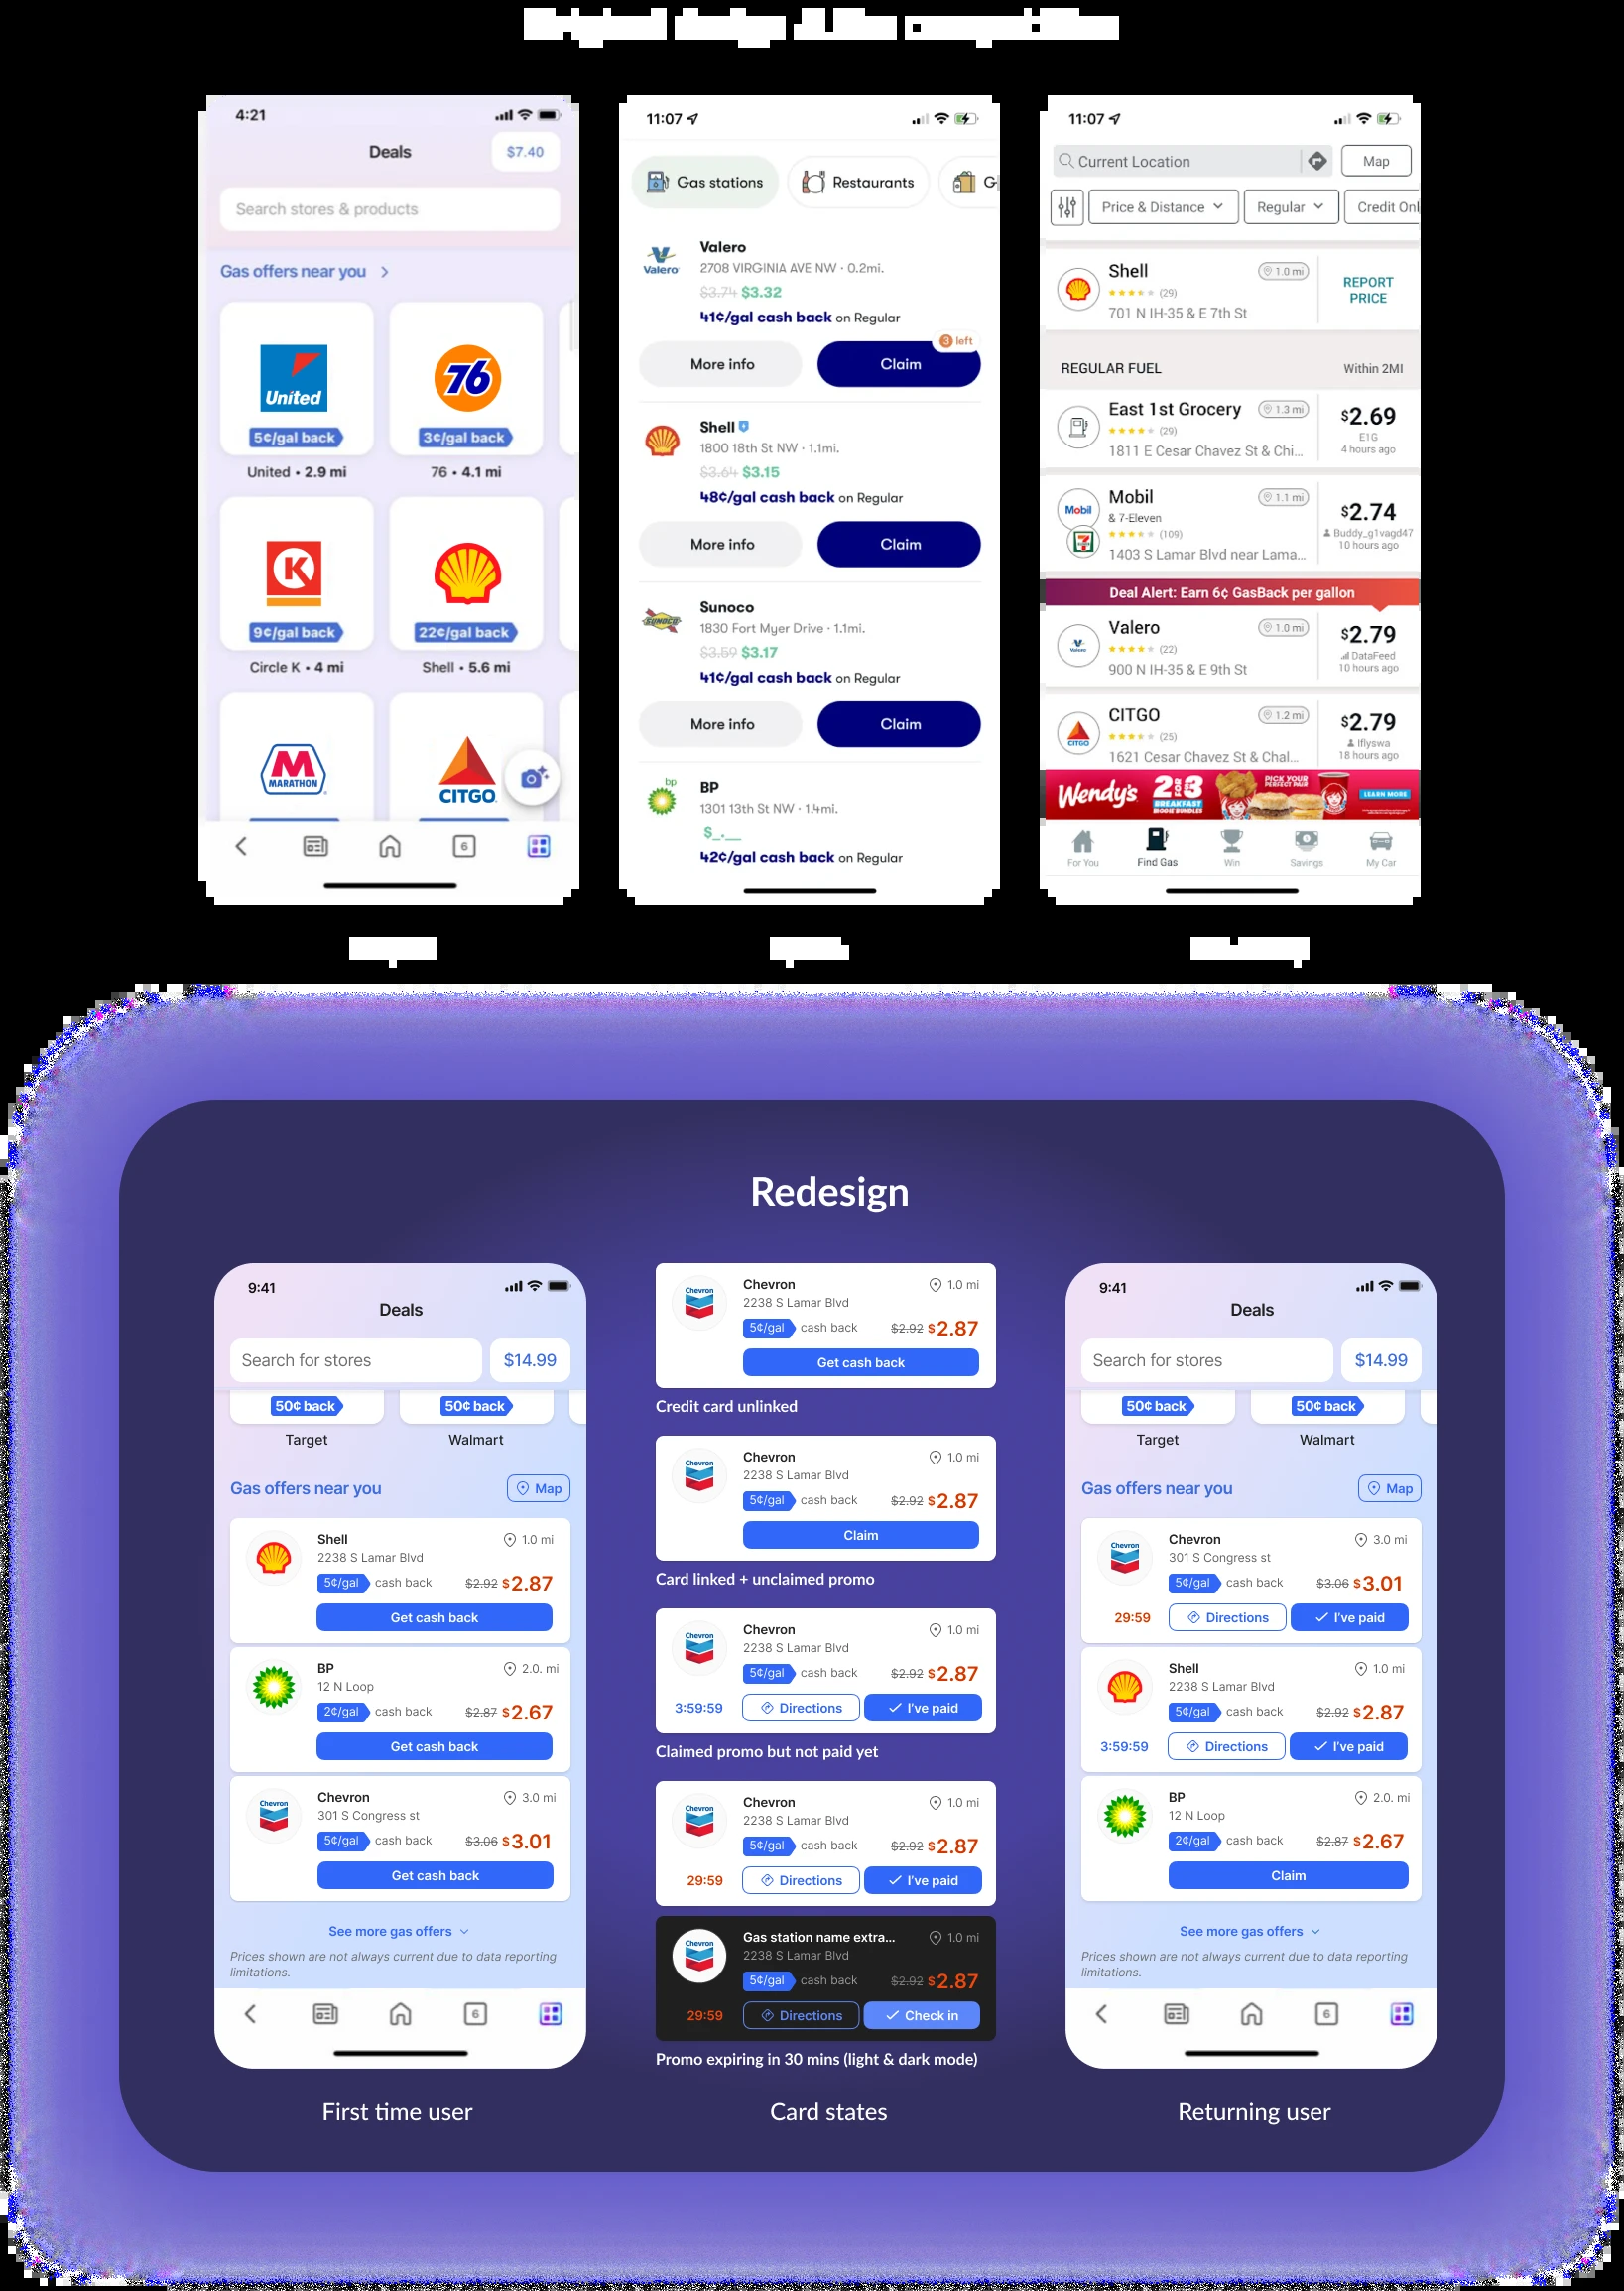 4:21
Deals
$7.40
Search stores & products
Gas offers near you
United
5¢/gal back
United • 2.9 mi
76
3¢/gal back
76 • 4.1 mi
K
9¢/gal back
Circle K • 4 mi
22¢/gal back
Shell • 5.6 mi
M
MARATHON
CITGO
6
11:07
Gas stations
Restaurants
G
Valero
Valero
2708 VIRGINIA AVE NW · 0.2mi.
$3.74 $3.32
41¢/gal cash back on Regular
3 left
More info
Claim
Shell
1800 18th St NW · 1.1mi.
$3.64 $3.15
48¢/gal cash back on Regular
More info
Claim
SUNOCO
Sunoco
1830 Fort Myer Drive · 1.1mi.
$3.59 $3.17
41¢/gal cash back on Regular
More info
Claim
bp
BP
1301 13th St NW · 1.4mi.
$_.__
42¢/gal cash back on Regular
11:07
Current Location
Map
Price & Distance
Regular
Credit Onl
Shell
1.0 mi
(29)
701 N IH-35 & E 7th St
REPORT
PRICE
REGULAR FUEL
Within 2MI
East 1st Grocery
1.3 mi
(29)
1811 E Cesar Chavez St & Chi...
$2.69
E1G
4 hours ago
Mobil
Mobil
1.1 mi
& 7-Eleven
(109)
1403 S Lamar Blvd near Lama...
$2.74
Buddy_g1vagd47
10 hours ago
Deal Alert: Earn 6¢ GasBack per gallon
Valero
Valero
1.0 mi
(22)
900 N IH-35 & E 9th St
$2.79
DataFeed
10 hours ago
CITGO
CITGO
1.2 mi
(25)
1621 Cesar Chavez St & Chal...
$2.79
Iflyswa
18 hours ago
Wendy's
2 FOR $3
BREAKFAST
PICK YOUR
PERFECT PAIR
LEARN MORE
For You
Find Gas
Win
Savings
My Car
Redesign
9:41
Deals
Search for stores
$14.99
50¢ back
50¢ back
Target
Walmart
Gas offers near you
Map
Shell
1.0 mi
2238 S Lamar Blvd
5¢/gal cash back
$2.92 $2.87
Get cash back
BP
2.0. mi
12 N Loop
2¢/gal cash back
$2.87 $2.67
Get cash back
Chevron
Chevron
3.0 mi
301 S Congress st
5¢/gal cash back
$3.06 $3.01
Get cash back
See more gas offers
Prices shown are not always current due to data reporting
limitations.
6
First time user
Chevron
Chevron
1.0 mi
2238 S Lamar Blvd
5¢/gal cash back
$2.92 $2.87
Get cash back
Credit card unlinked
Chevron
Chevron
1.0 mi
2238 S Lamar Blvd
5¢/gal cash back
$2.92 $2.87
Claim
Card linked + unclaimed promo
Chevron
Chevron
1.0 mi
2238 S Lamar Blvd
5¢/gal cash back
$2.92 $2.87
3:59:59
Directions
I've paid
Claimed promo but not paid yet
Chevron
Chevron
1.0 mi
2238 S Lamar Blvd
5¢/gal cash back
$2.92 $2.87
29:59
Directions
I've paid
Chevron
Gas station name extra...
1.0 mi
2238 S Lamar Blvd
5¢/gal cash back
$2.92 $2.87
29:59
Directions
Check in
Promo expiring in 30 mins (light & dark mode)
Card states
9:41
Deals
Search for stores
$14.99
50¢ back
50¢ back
Target
Walmart
Gas offers near you
Map
Chevron
Chevron
3.0 mi
301 S Congress st
5¢/gal cash back
$3.06 $3.01
29:59
Directions
I've paid
Shell
1.0 mi
2238 S Lamar Blvd
5¢/gal cash back
$2.92 $2.87
3:59:59
Directions
I've paid
BP
2.0. mi
12 N Loop
2¢/gal cash back
$2.87 $2.67
Claim
See more gas offers
Prices shown are not always current due to data reporting
limitations.
6
Returning user